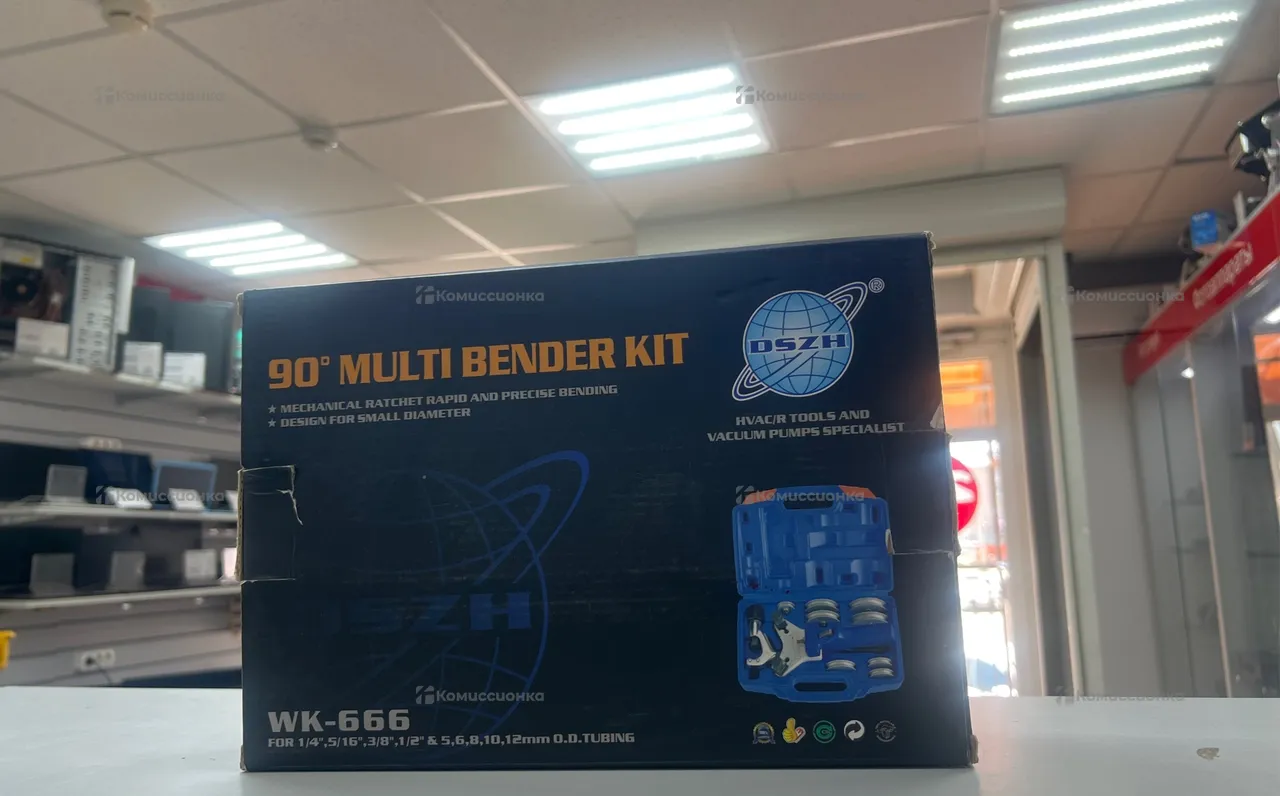 Комиссионка
Комиссионка
Комиссионка
Комиссионка
90° MULTI BENDER KIT
★ MECHANICAL RATCHET RAPID AND PRECISE BENDING
★ DESIGN FOR SMALL DIAMETER
DSZH
®
HVAC/R TOOLS AND
VACUUM PUMPS SPECIALIST
Комиссионка
Комиссионка
DSZH
Комиссионка
Комиссионка
WK-666
FOR 1/4",5/16",3/8",1/2" & 5,6,8,10,12mm O.D.TUBING